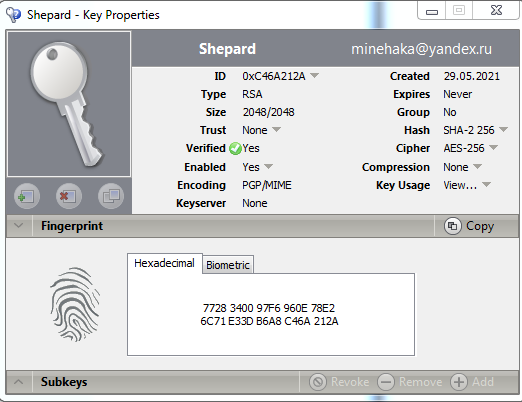 Shepard - Key Properties
Shepard minehaka@yandex.ru
ID 0xC46A212A Created 29.05.2021
Type RSA Expires Never
Size 2048/2048 Group No
Trust None Hash SHA-2 256
Verified Yes Cipher AES-256
Enabled Yes Compression None
Encoding PGP/MIME Key Usage View...
Keyserver None
Fingerprint Copy
Hexadecimal Biometric
7728 3400 97F6 960E 78E2
6C71 E33D B6A8 C46A 212A
Subkeys Revoke Remove Add